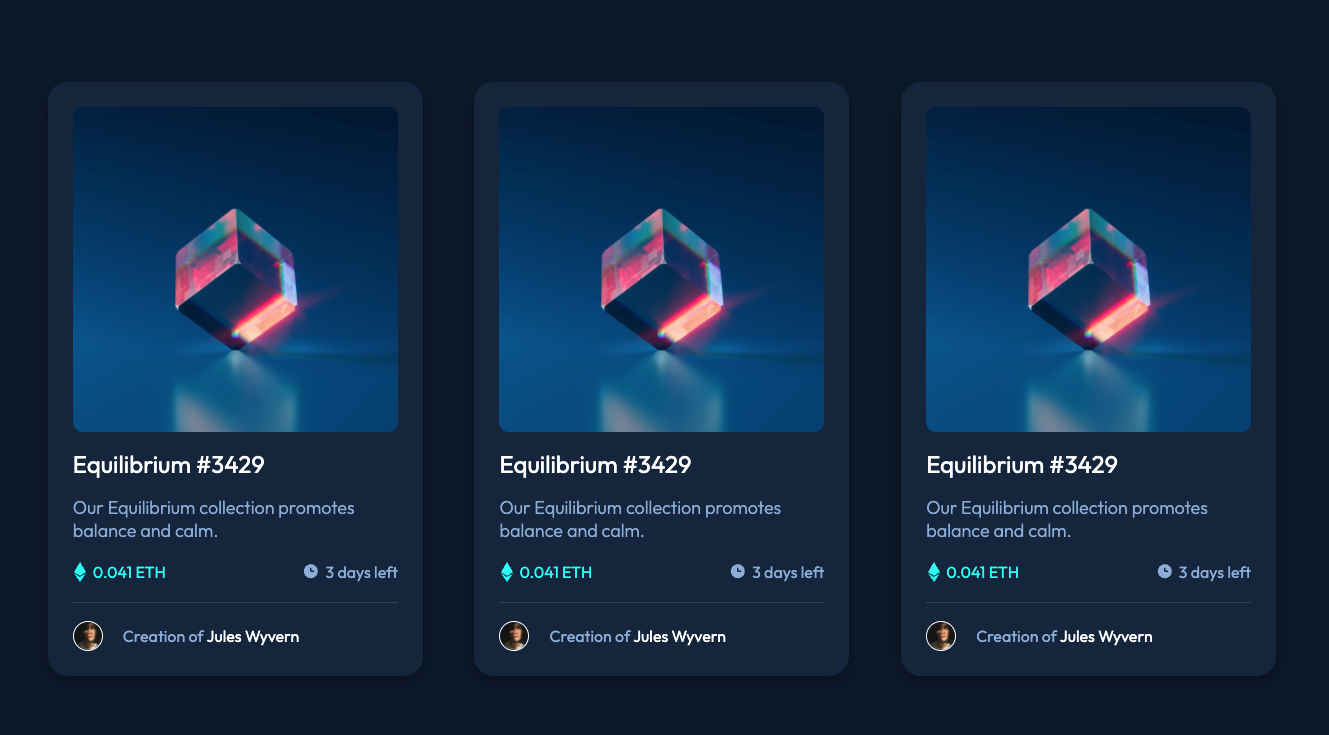 Equilibrium #3429
Our Equilibrium collection promotes
balance and calm.
0.041 ETH
3 days left
Creation of Jules Wyvern
Equilibrium #3429
Our Equilibrium collection promotes
balance and calm.
0.041 ETH
3 days left
Creation of Jules Wyvern
Equilibrium #3429
Our Equilibrium collection promotes
balance and calm.
0.041 ETH
3 days left
Creation of Jules Wyvern